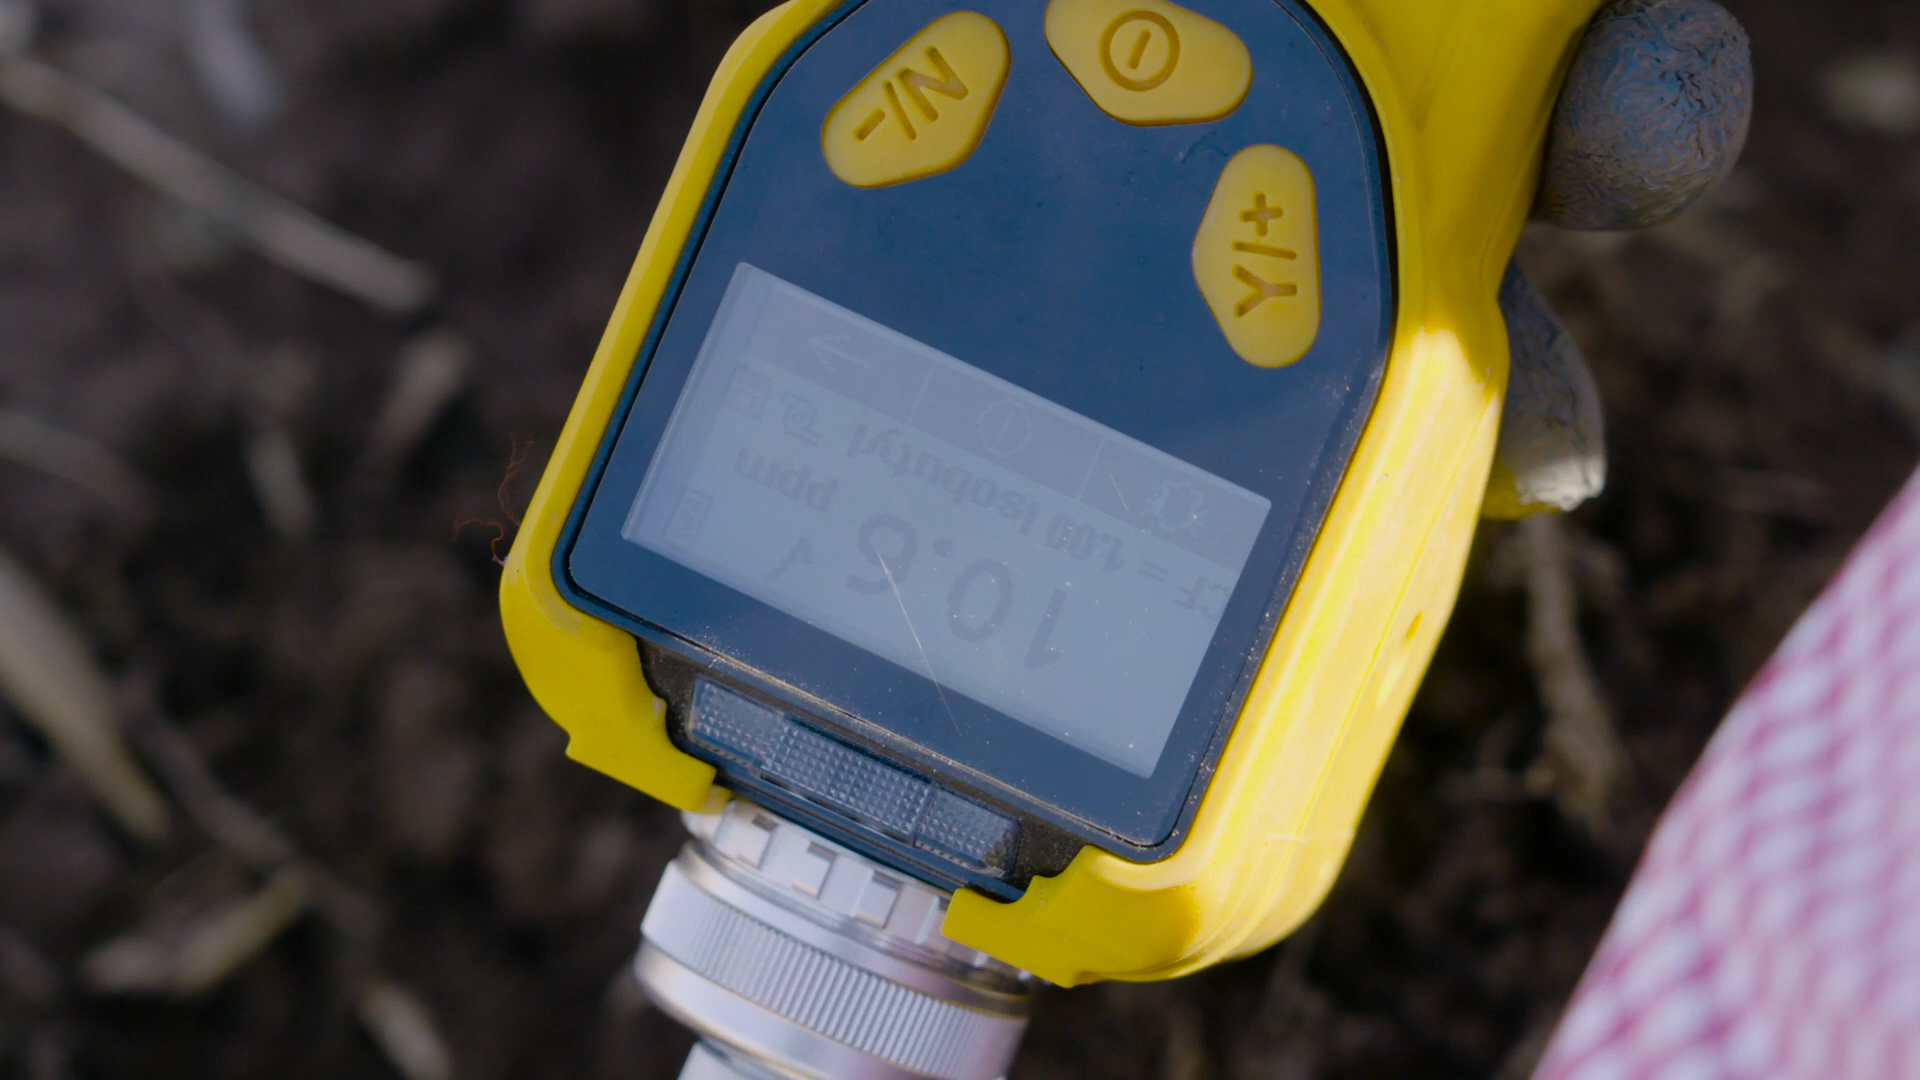 10.6 ppm
CF = 1.00 Isobutyl
Y/+
N/-